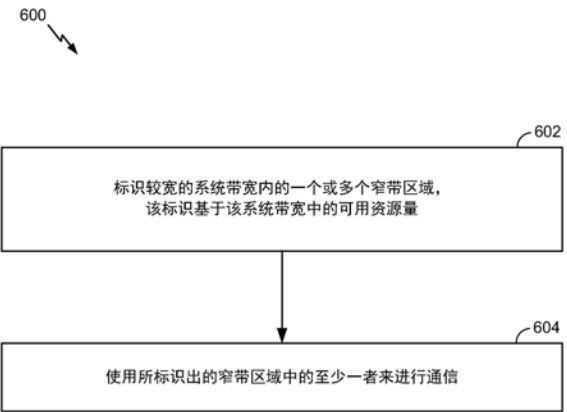 600
602
标识较宽的系统带宽内的一个或多个窄带区域，
该标识基于该系统带宽中的可用资源量
604
使用所标识出的窄带区域中的至少一者来进行通信